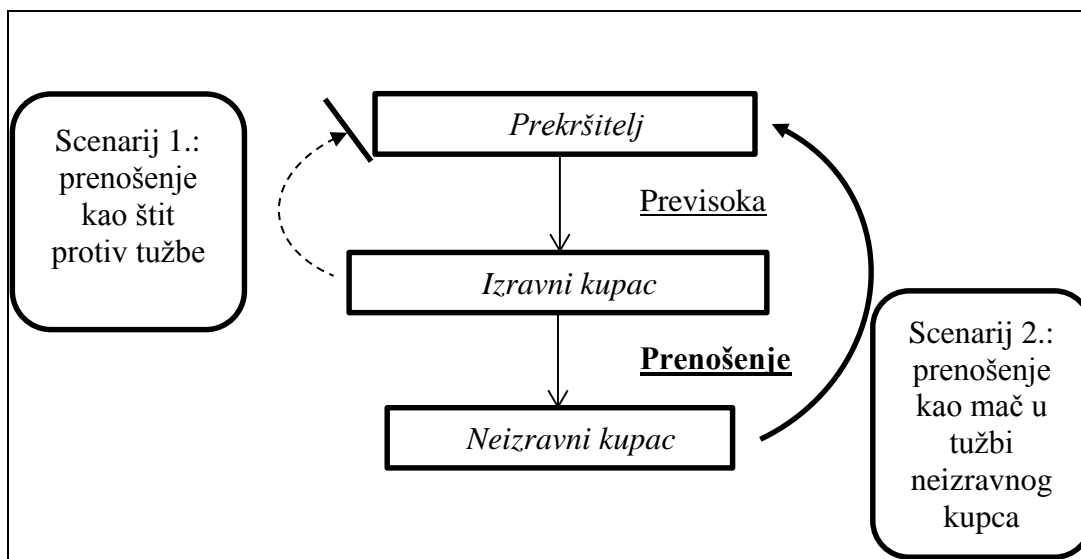 Scenarij 1.:
prenošenje
kao štit
protiv tužbe
Prekršitelj
Previsoka
Izravni kupac
Prenošenje
Neizravni kupac
Scenarij 2.:
prenošenje
kao mač u
tužbi
neizravnog
kupca